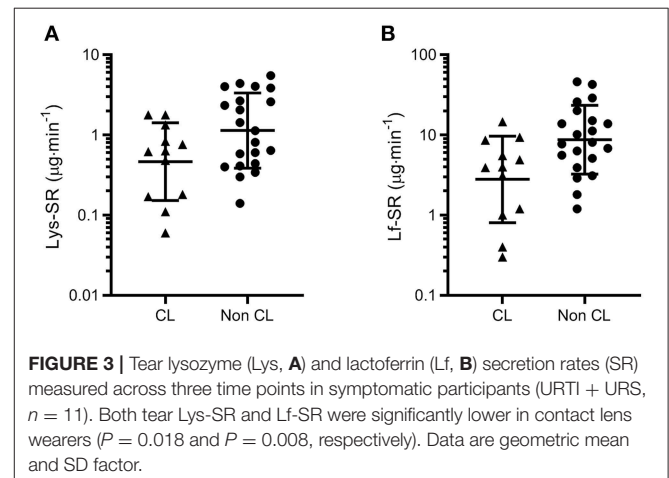 A
B
10
1
0.1
0.01
Lys-SR (µg·min⁻¹)
CL
Non CL
100
10
1
0.1
Lf-SR (µg·min⁻¹)
CL
Non CL
FIGURE 3 | Tear lysozyme (Lys, A) and lactoferrin (Lf, B) secretion rates (SR)
measured across three time points in symptomatic participants (URTI + URS,
n = 11). Both tear Lys-SR and Lf-SR were significantly lower in contact lens
wearers (P = 0.018 and P = 0.008, respectively). Data are geometric mean
and SD factor.